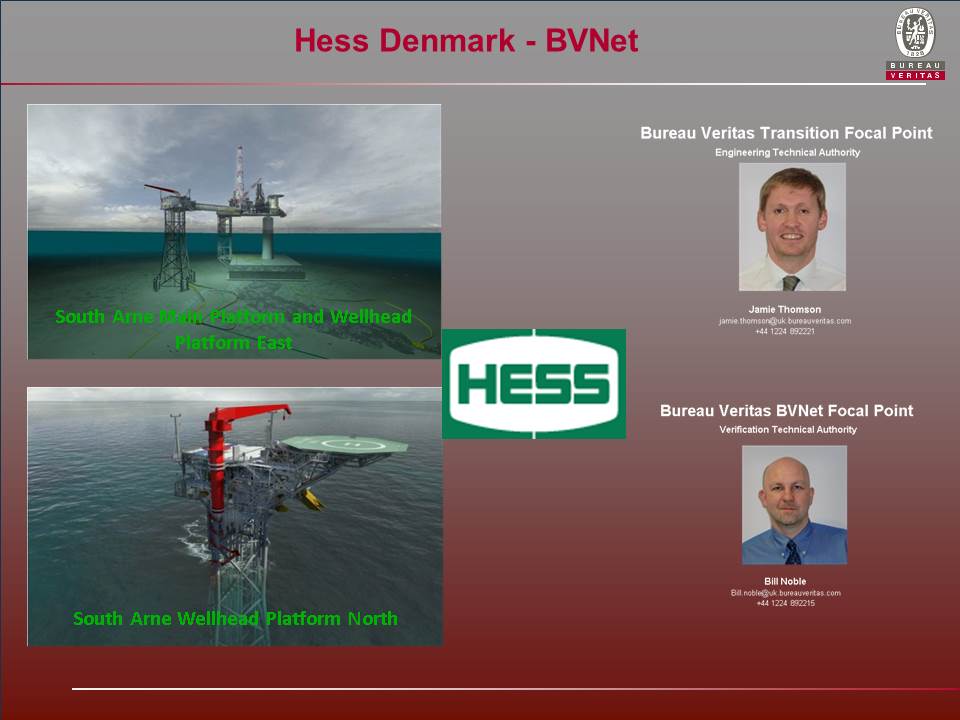 Hess Denmark - BVNet
BUREAU VERITAS
1828
BUREAU
VERITAS
Bureau Veritas Transition Focal Point
Engineering Technical Authority
Jamie Thomson
jamie.thomson@uk.bureauveritas.com
+44 1224 892221
South Arne Main Platform and Wellhead
Platform East
HESS
Bureau Veritas BVNet Focal Point
Verification Technical Authority
Bill Noble
Bill.noble@uk.bureauveritas.com
+44 1224 892215
South Arne Wellhead Platform North